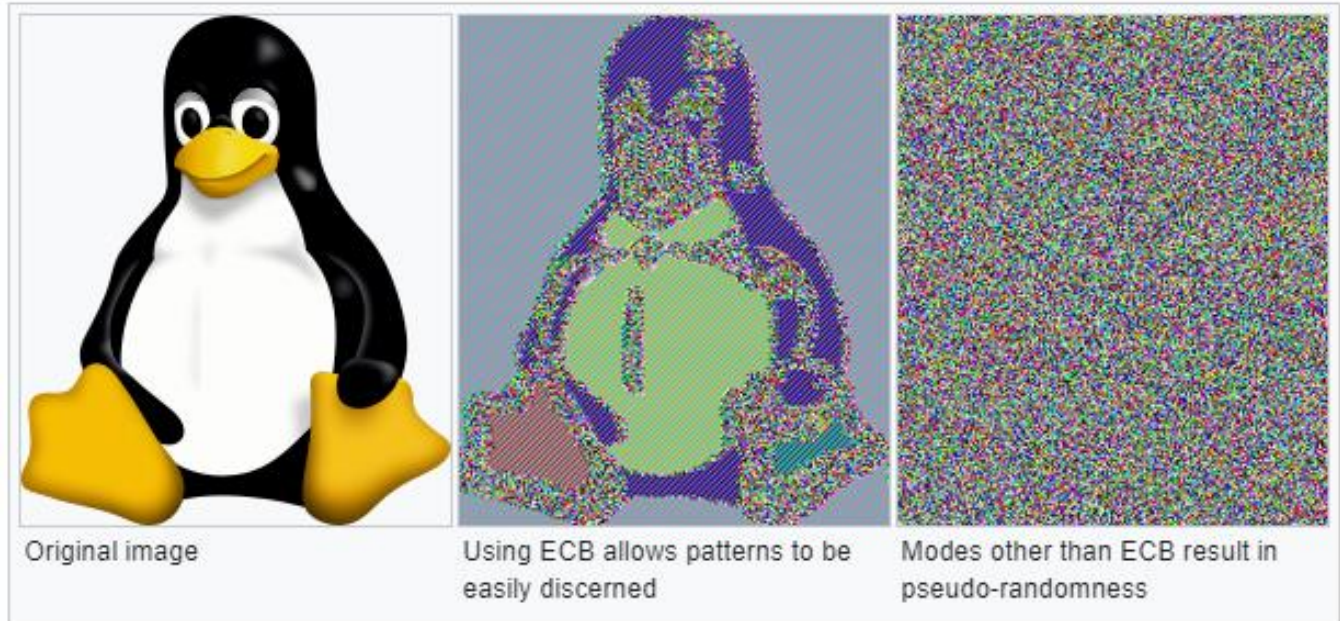 Original image
Using ECB allows patterns to be
easily discerned
Modes other than ECB result in
pseudo-randomness